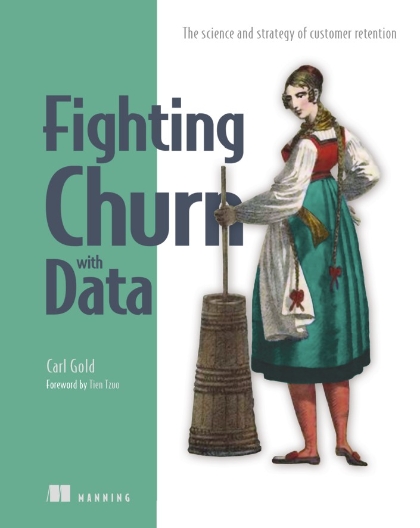 The science and strategy of customer retention
Fighting
Churn
with
Data
Carl Gold
Foreword by Tien Tzuo
MANNING